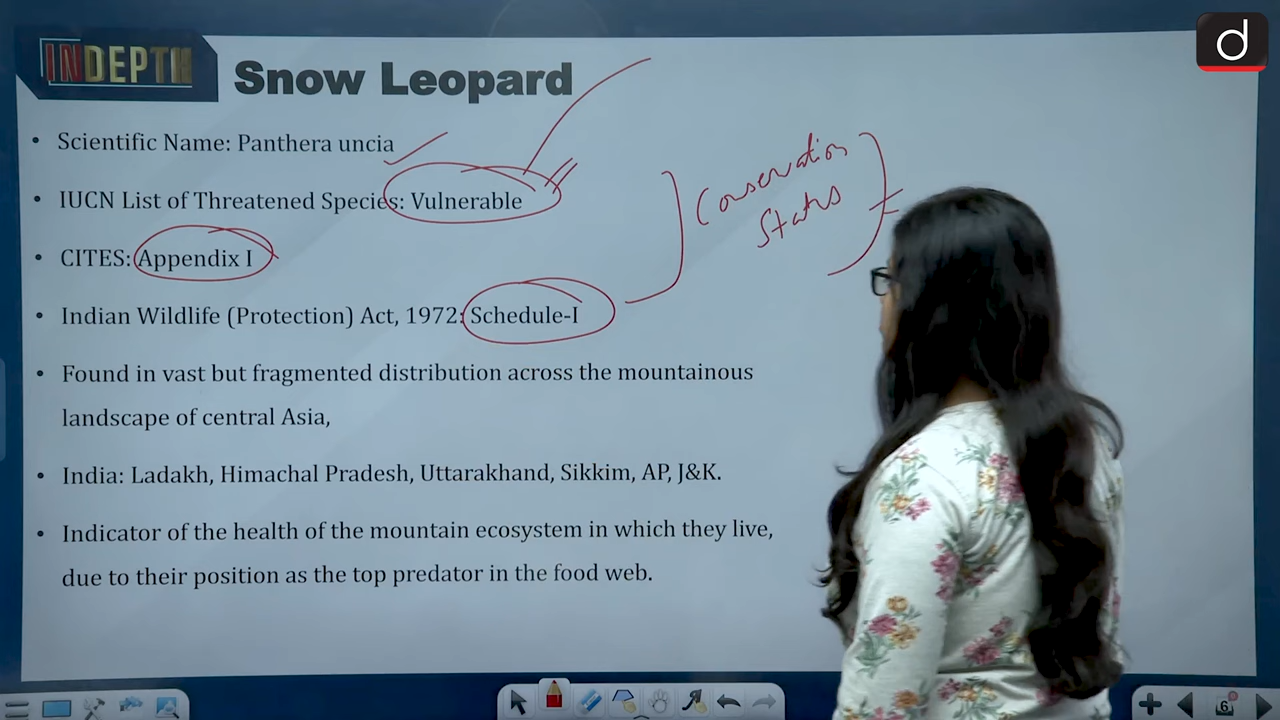 INDEPTH
Snow Leopard
d
• Scientific Name: Panthera uncia
• IUCN List of Threatened Species: Vulnerable
• CITES: Appendix I
• Indian Wildlife (Protection) Act, 1972: Schedule-I
Conservation
Status
• Found in vast but fragmented distribution across the mountainous
landscape of central Asia,
• India: Ladakh, Himachal Pradesh, Uttarakhand, Sikkim, AP, J&K.
• Indicator of the health of the mountain ecosystem in which they live,
due to their position as the top predator in the food web.
6